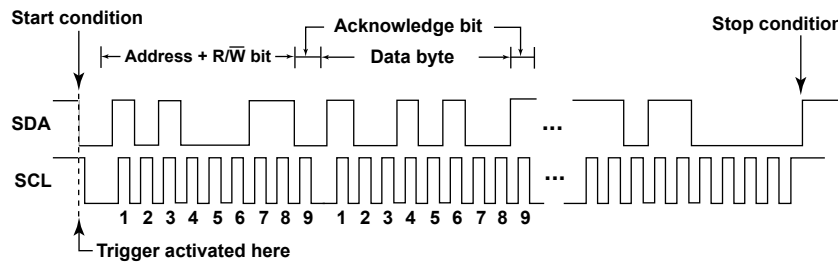 Start condition
Acknowledge bit
Stop condition
Address + R/W̅ bit
Data byte
SDA
...
SCL
...
1 2 3 4 5 6 7 8 9 1 2 3 4 5 6 7 8 9
Trigger activated here